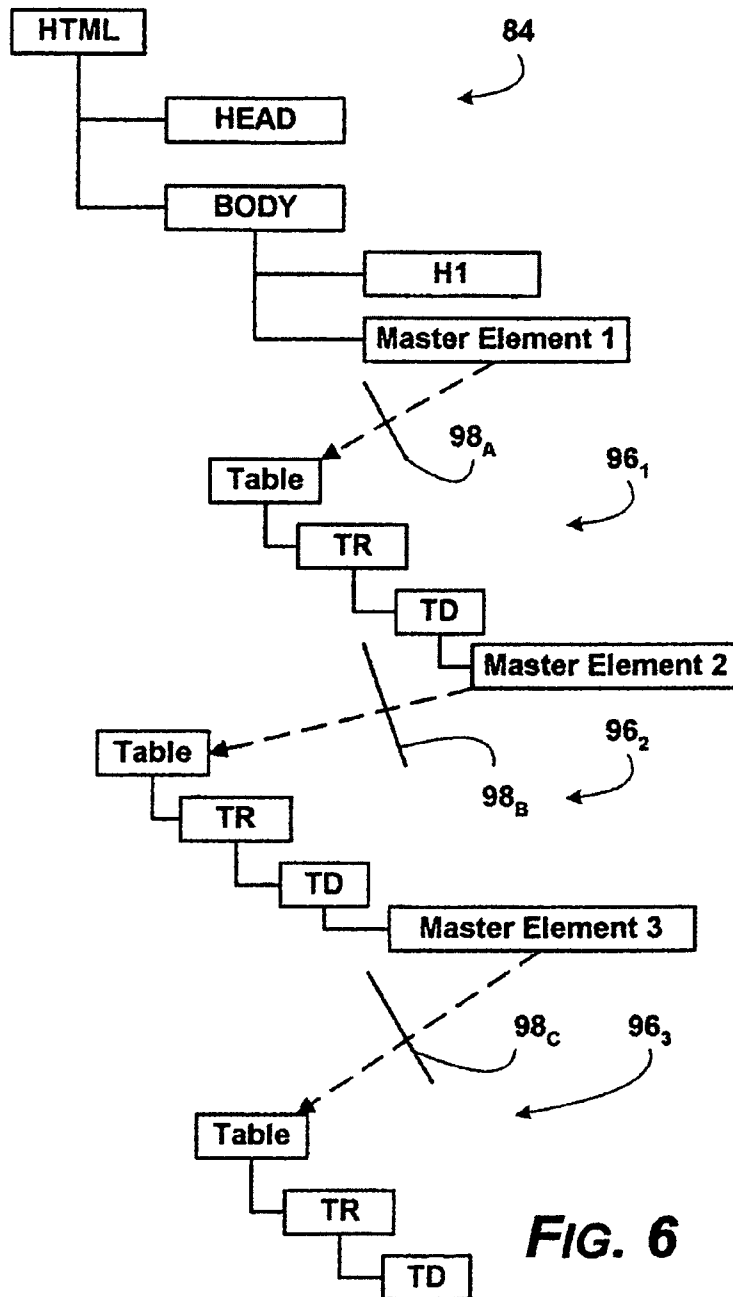 HTML
84
HEAD
BODY
H1
Master Element 1
98A
961
Table
TR
TD
Master Element 2
98B
962
Table
TR
TD
Master Element 3
98C
963
Table
TR
TD
FIG. 6